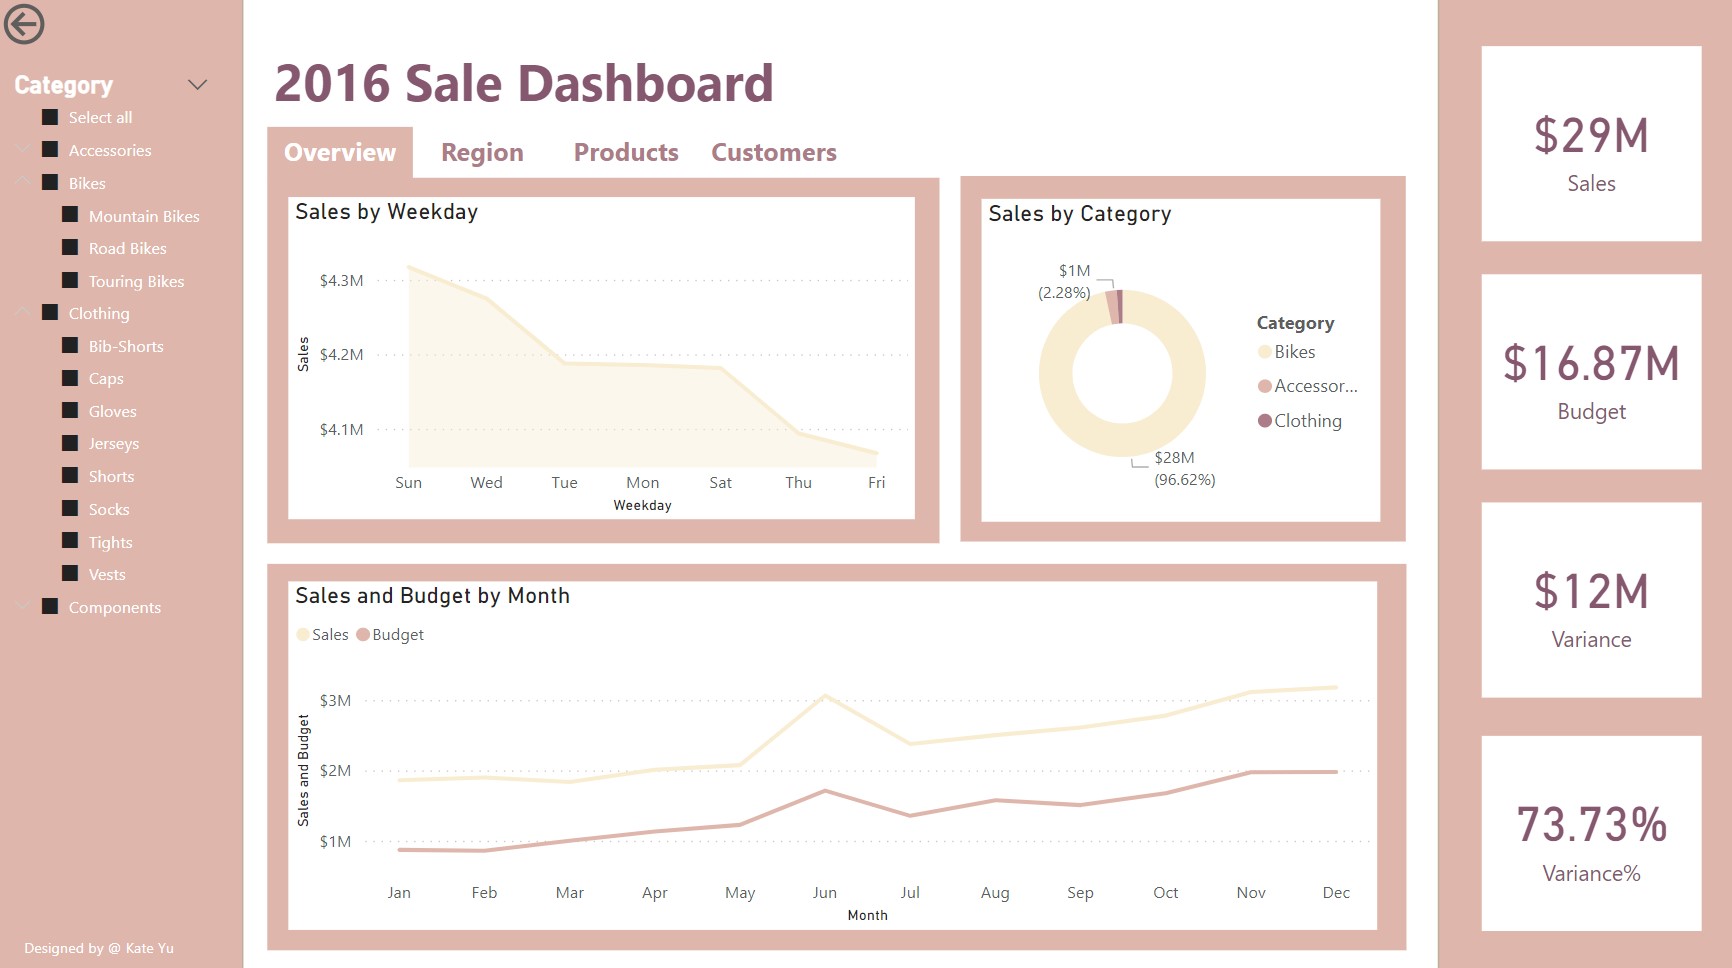 Category
Select all
Accessories
Bikes
Mountain Bikes
Road Bikes
Touring Bikes
Clothing
Bib-Shorts
Caps
Gloves
Jerseys
Shorts
Socks
Tights
Vests
Components
Designed by @ Kate Yu
2016 Sale Dashboard
Overview Region Products Customers
Sales by Weekday
Sales
$4.3M
$4.2M
$4.1M
Sun Wed Tue Mon Sat Thu Fri
Weekday
Sales by Category
$1M
(2.28%)
$28M
(96.62%)
Category
Bikes
Accessor...
Clothing
Sales and Budget by Month
Sales Budget
Sales and Budget
$3M
$2M
$1M
Jan Feb Mar Apr May Jun Jul Aug Sep Oct Nov Dec
Month
$29M
Sales
$16.87M
Budget
$12M
Variance
73.73%
Variance%